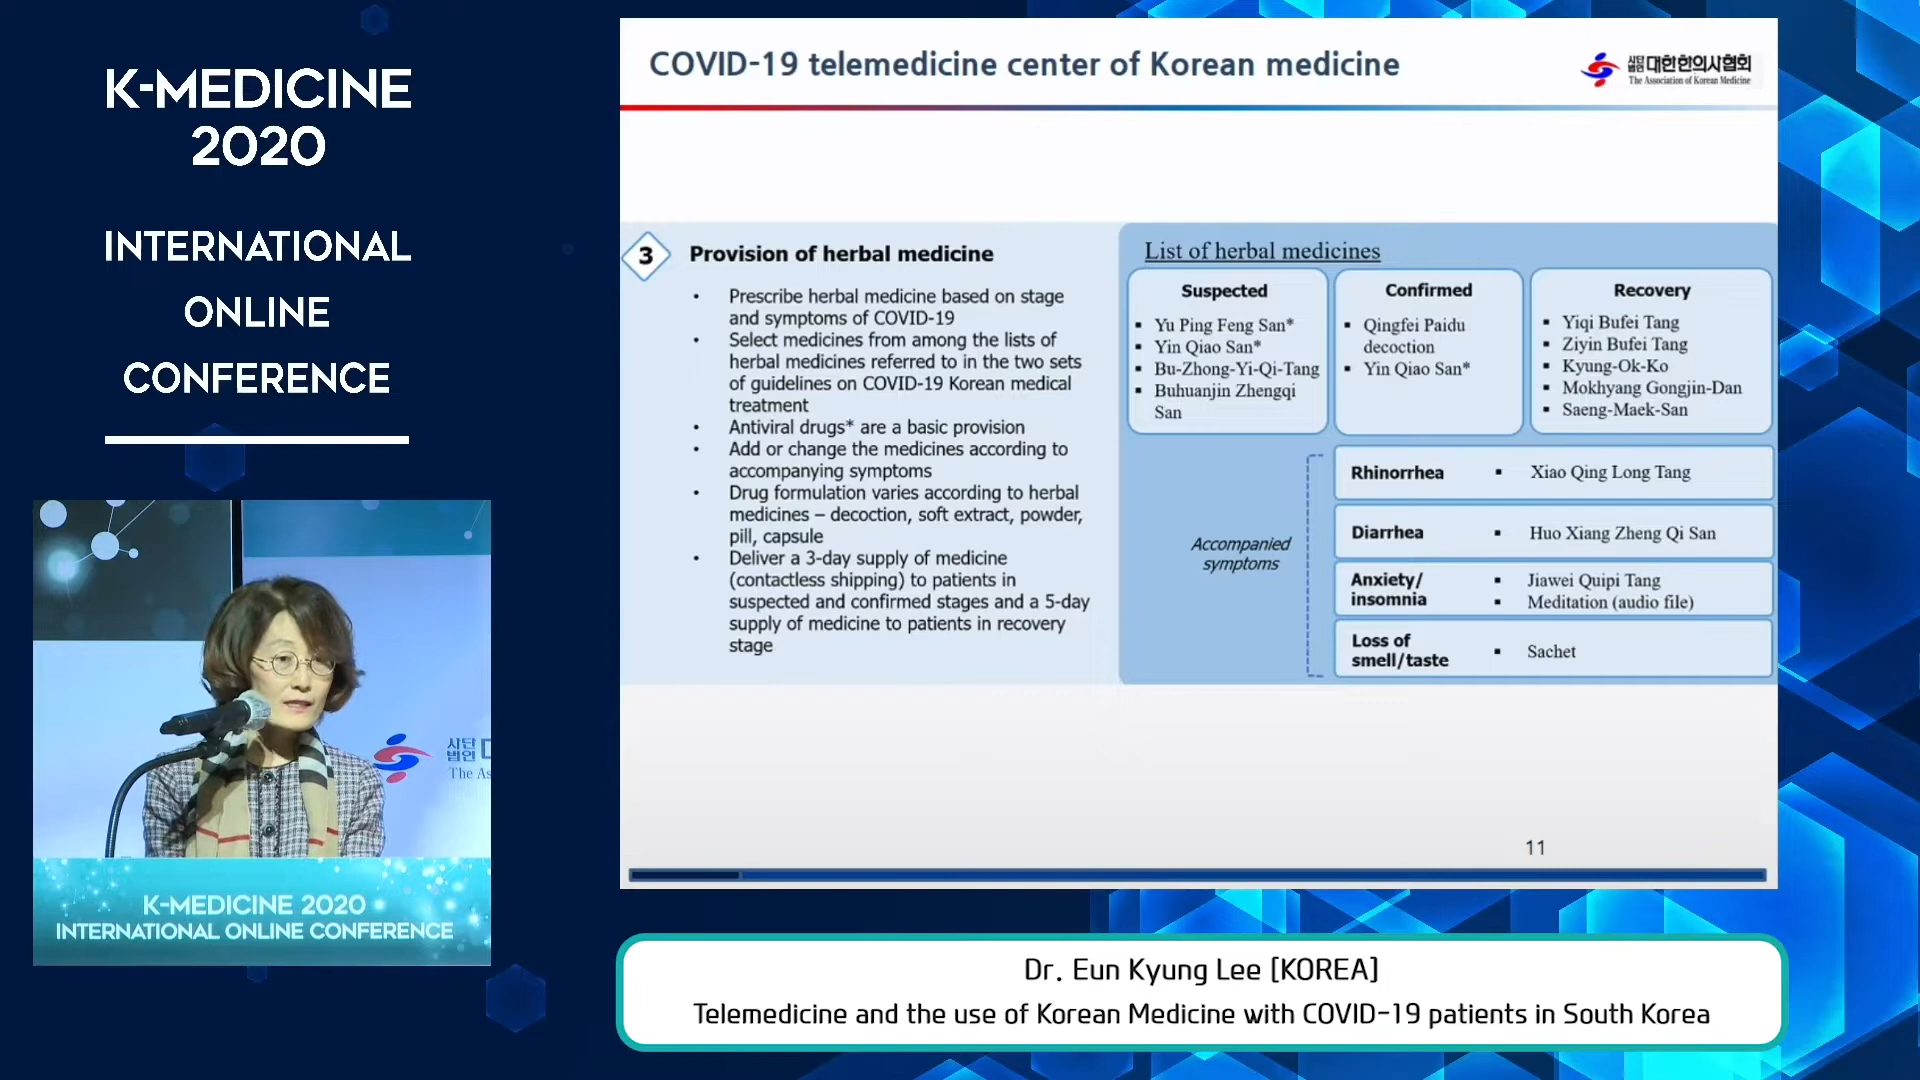 K-MEDICINE
2020
INTERNATIONAL
ONLINE
CONFERENCE
COVID-19 telemedicine center of Korean medicine
사단법인 대한한의사협회
The Association of Korean Medicine
3
Provision of herbal medicine
• Prescribe herbal medicine based on stage
and symptoms of COVID-19
• Select medicines from among the lists of
herbal medicines referred to in the two sets
of guidelines on COVID-19 Korean medical
treatment
• Antiviral drugs* are a basic provision
• Add or change the medicines according to
accompanying symptoms
• Drug formulation varies according to herbal
medicines – decoction, soft extract, powder,
pill, capsule
• Deliver a 3-day supply of medicine
(contactless shipping) to patients in
suspected and confirmed stages and a 5-day
supply of medicine to patients in recovery
stage
List of herbal medicines
Suspected
▪ Yu Ping Feng San*
▪ Yin Qiao San*
▪ Bu-Zhong-Yi-Qi-Tang
▪ Buhuanjin Zhengqi
San
Confirmed
▪ Qingfei Paidu
decoction
▪ Yin Qiao San*
Recovery
▪ Yiqi Bufei Tang
▪ Ziyin Bufei Tang
▪ Kyung-Ok-Ko
▪ Mokhyang Gongjin-Dan
▪ Saeng-Maek-San
Accompanied
symptoms
Rhinorrhea ▪ Xiao Qing Long Tang
Diarrhea ▪ Huo Xiang Zheng Qi San
Anxiety/
insomnia
▪ Jiawei Quipi Tang
▪ Meditation (audio file)
Loss of
smell/taste
▪ Sachet
11
사단
법인 대
The As
K-MEDICINE 2020
INTERNATIONAL ONLINE CONFERENCE
Dr. Eun Kyung Lee [KOREA]
Telemedicine and the use of Korean Medicine with COVID-19 patients in South Korea